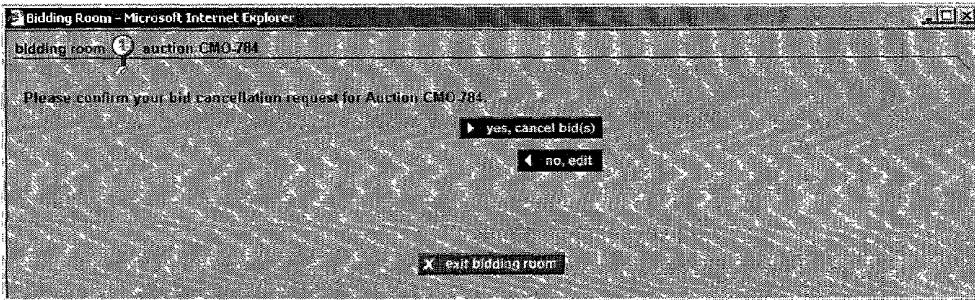 Bidding Room - Microsoft Internet Explorer
bidding room 1 auction CMO-784
Please confirm your bid cancellation request for Auction CMO-784.
yes, cancel bid(s)
no, edit
X exit bidding room